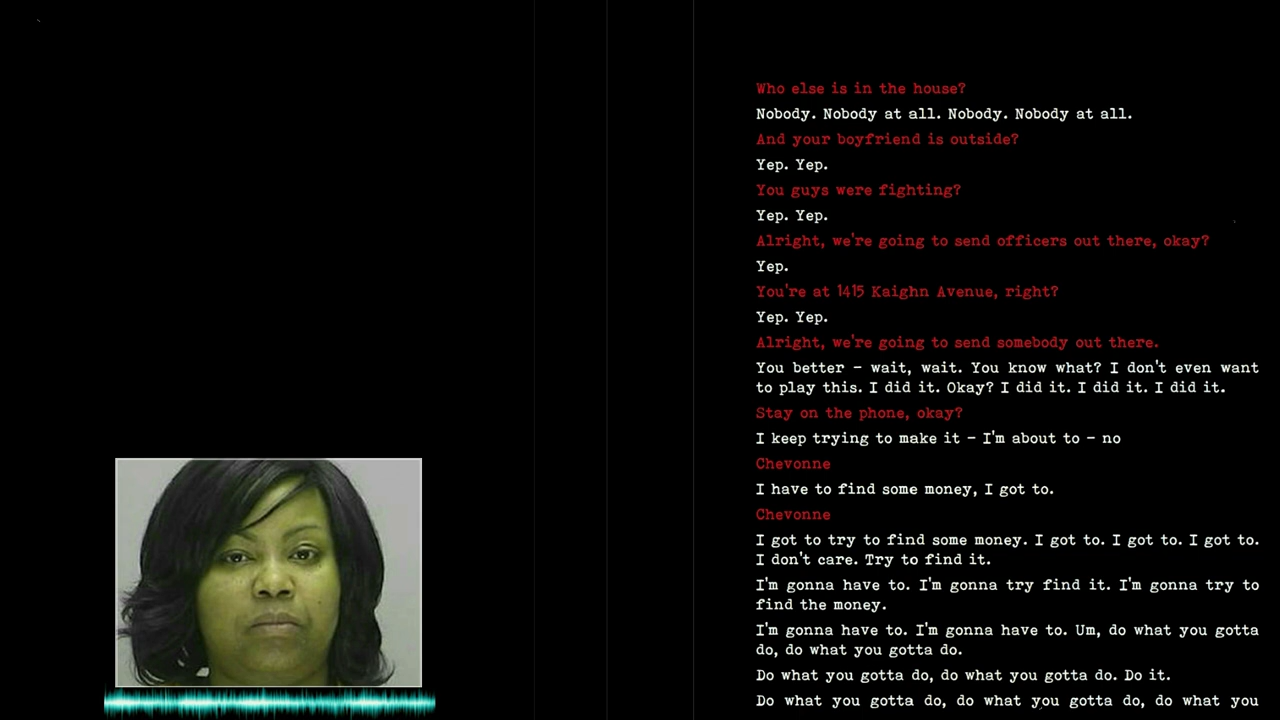 Who else is in the house?
Nobody. Nobody at all. Nobody. Nobody at all.
And your boyfriend is outside?
Yep. Yep.
You guys were fighting?
Yep. Yep.
Alright, we're going to send officers out there, okay?
Yep.
You're at 1415 Kaighn Avenue, right?
Yep. Yep.
Alright, we're going to send somebody out there.
You better - wait, wait. You know what? I don't even want
to play this. I did it. Okay? I did it. I did it. I did it.
Stay on the phone, okay?
I keep trying to make it - I'm about to - no
Chevonne
I have to find some money, I got to.
Chevonne
I got to try to find some money. I got to. I got to. I got to.
I don't care. Try to find it.
I'm gonna have to. I'm gonna try find it. I'm gonna try to
find the money.
I'm gonna have to. I'm gonna have to. Um, do what you gotta
do, do what you gotta do.
Do what you gotta do, do what you gotta do. Do it.
Do what you gotta do, do what you gotta do, do what you